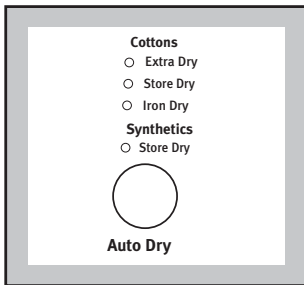 Cottons
Extra Dry
Store Dry
Iron Dry
Synthetics
Store Dry
Auto Dry